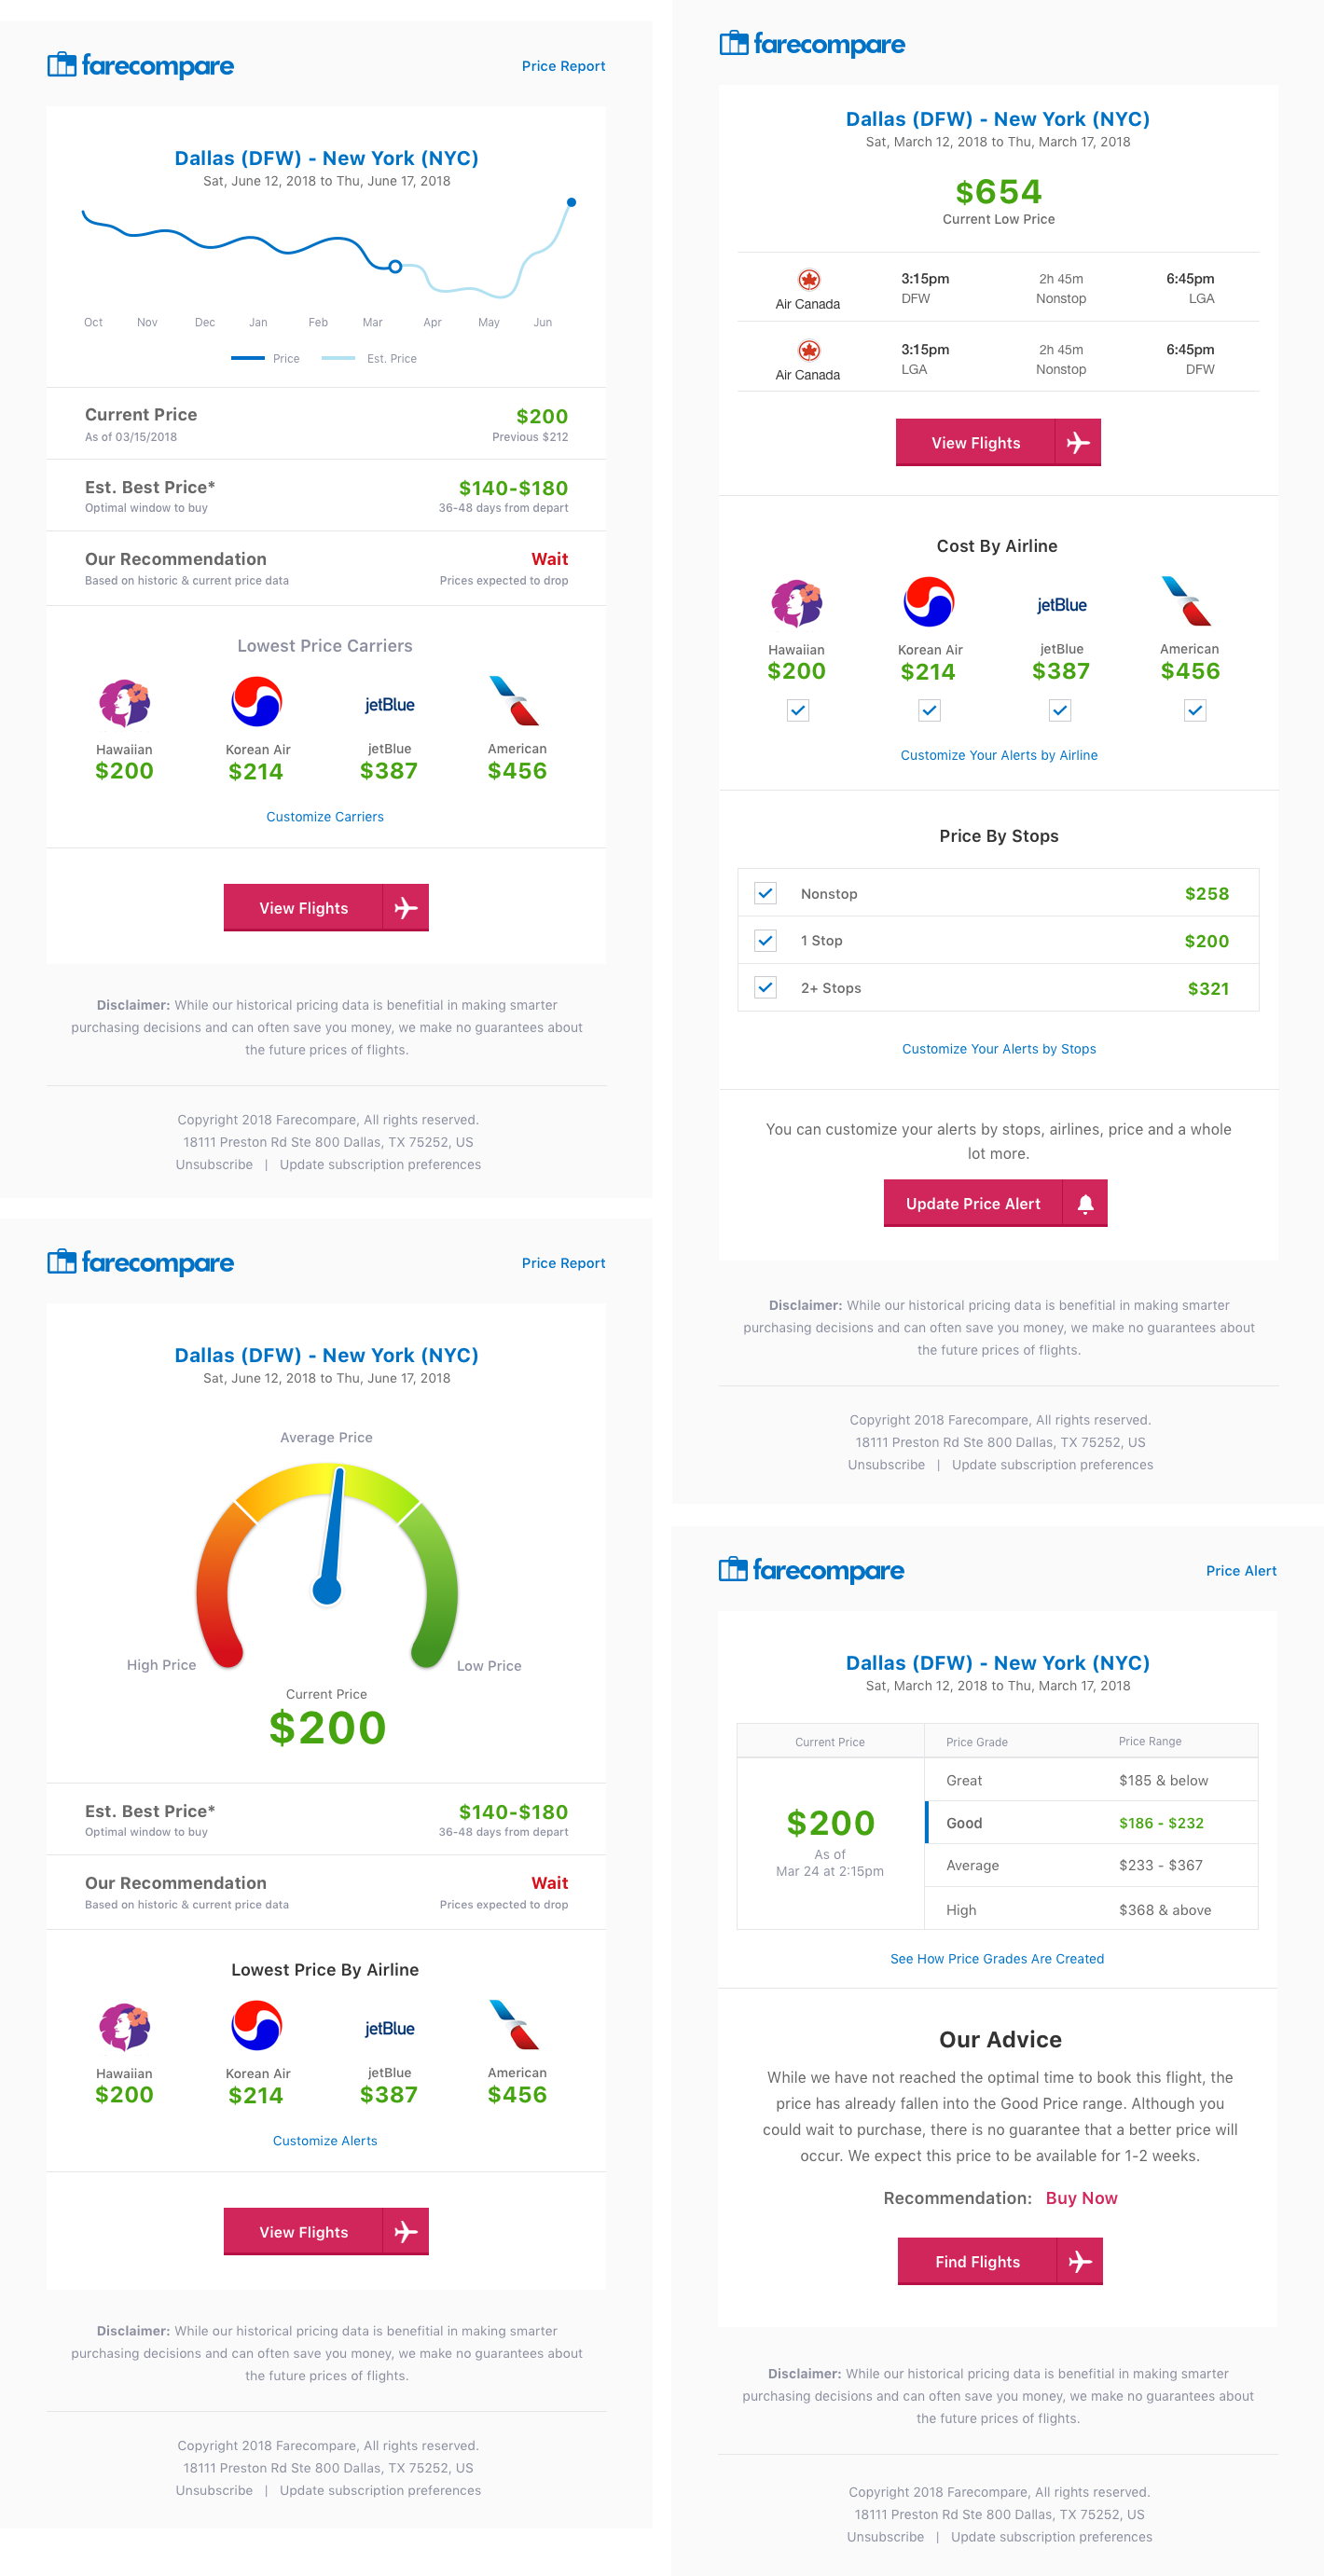 farecompare
Price Report
Dallas (DFW) - New York (NYC)
Sat, June 12, 2018 to Thu, June 17, 2018
Oct Nov Dec Jan Feb Mar Apr May Jun
Price Est. Price
Current Price $200
As of 03/15/2018 Previous $212
Est. Best Price* $140-$180
Optimal window to buy 36-48 days from depart
Our Recommendation Wait
Based on historic & current price data Prices expected to drop
Lowest Price Carriers
jetBlue
Hawaiian Korean Air jetBlue American
$200 $214 $387 $456
Customize Carriers
View Flights
Disclaimer: While our historical pricing data is benefitial in making smarter
purchasing decisions and can often save you money, we make no guarantees about
the future prices of flights.
Copyright 2018 Farecompare, All rights reserved.
18111 Preston Rd Ste 800 Dallas, TX 75252, US
Unsubscribe | Update subscription preferences
farecompare
Price Report
Dallas (DFW) - New York (NYC)
Sat, June 12, 2018 to Thu, June 17, 2018
Average Price
High Price Low Price
Current Price
$200
Est. Best Price* $140-$180
Optimal window to buy 36-48 days from depart
Our Recommendation Wait
Based on historic & current price data Prices expected to drop
Lowest Price By Airline
jetBlue
Hawaiian Korean Air jetBlue American
$200 $214 $387 $456
Customize Alerts
View Flights
Disclaimer: While our historical pricing data is benefitial in making smarter
purchasing decisions and can often save you money, we make no guarantees about
the future prices of flights.
Copyright 2018 Farecompare, All rights reserved.
18111 Preston Rd Ste 800 Dallas, TX 75252, US
Unsubscribe | Update subscription preferences
farecompare
Dallas (DFW) - New York (NYC)
Sat, March 12, 2018 to Thu, March 17, 2018
$654
Current Low Price
3:15pm 2h 45m 6:45pm
Air Canada DFW Nonstop LGA
3:15pm 2h 45m 6:45pm
Air Canada LGA Nonstop DFW
View Flights
Cost By Airline
jetBlue
Hawaiian Korean Air jetBlue American
$200 $214 $387 $456
Customize Your Alerts by Airline
Price By Stops
Nonstop $258
1 Stop $200
2+ Stops $321
Customize Your Alerts by Stops
You can customize your alerts by stops, airlines, price and a whole
lot more.
Update Price Alert
Disclaimer: While our historical pricing data is benefitial in making smarter
purchasing decisions and can often save you money, we make no guarantees about
the future prices of flights.
Copyright 2018 Farecompare, All rights reserved.
18111 Preston Rd Ste 800 Dallas, TX 75252, US
Unsubscribe | Update subscription preferences
farecompare
Price Alert
Dallas (DFW) - New York (NYC)
Sat, March 12, 2018 to Thu, March 17, 2018
Current Price Price Grade Price Range
$200
As of
Mar 24 at 2:15pm
Great $185 & below
Good $186 - $232
Average $233 - $367
High $368 & above
See How Price Grades Are Created
Our Advice
While we have not reached the optimal time to book this flight, the
price has already fallen into the Good Price range. Although you
could wait to purchase, there is no guarantee that a better price will
occur. We expect this price to be available for 1-2 weeks.
Recommendation: Buy Now
Find Flights
Disclaimer: While our historical pricing data is benefitial in making smarter
purchasing decisions and can often save you money, we make no guarantees about
the future prices of flights.
Copyright 2018 Farecompare, All rights reserved.
18111 Preston Rd Ste 800 Dallas, TX 75252, US
Unsubscribe | Update subscription preferences